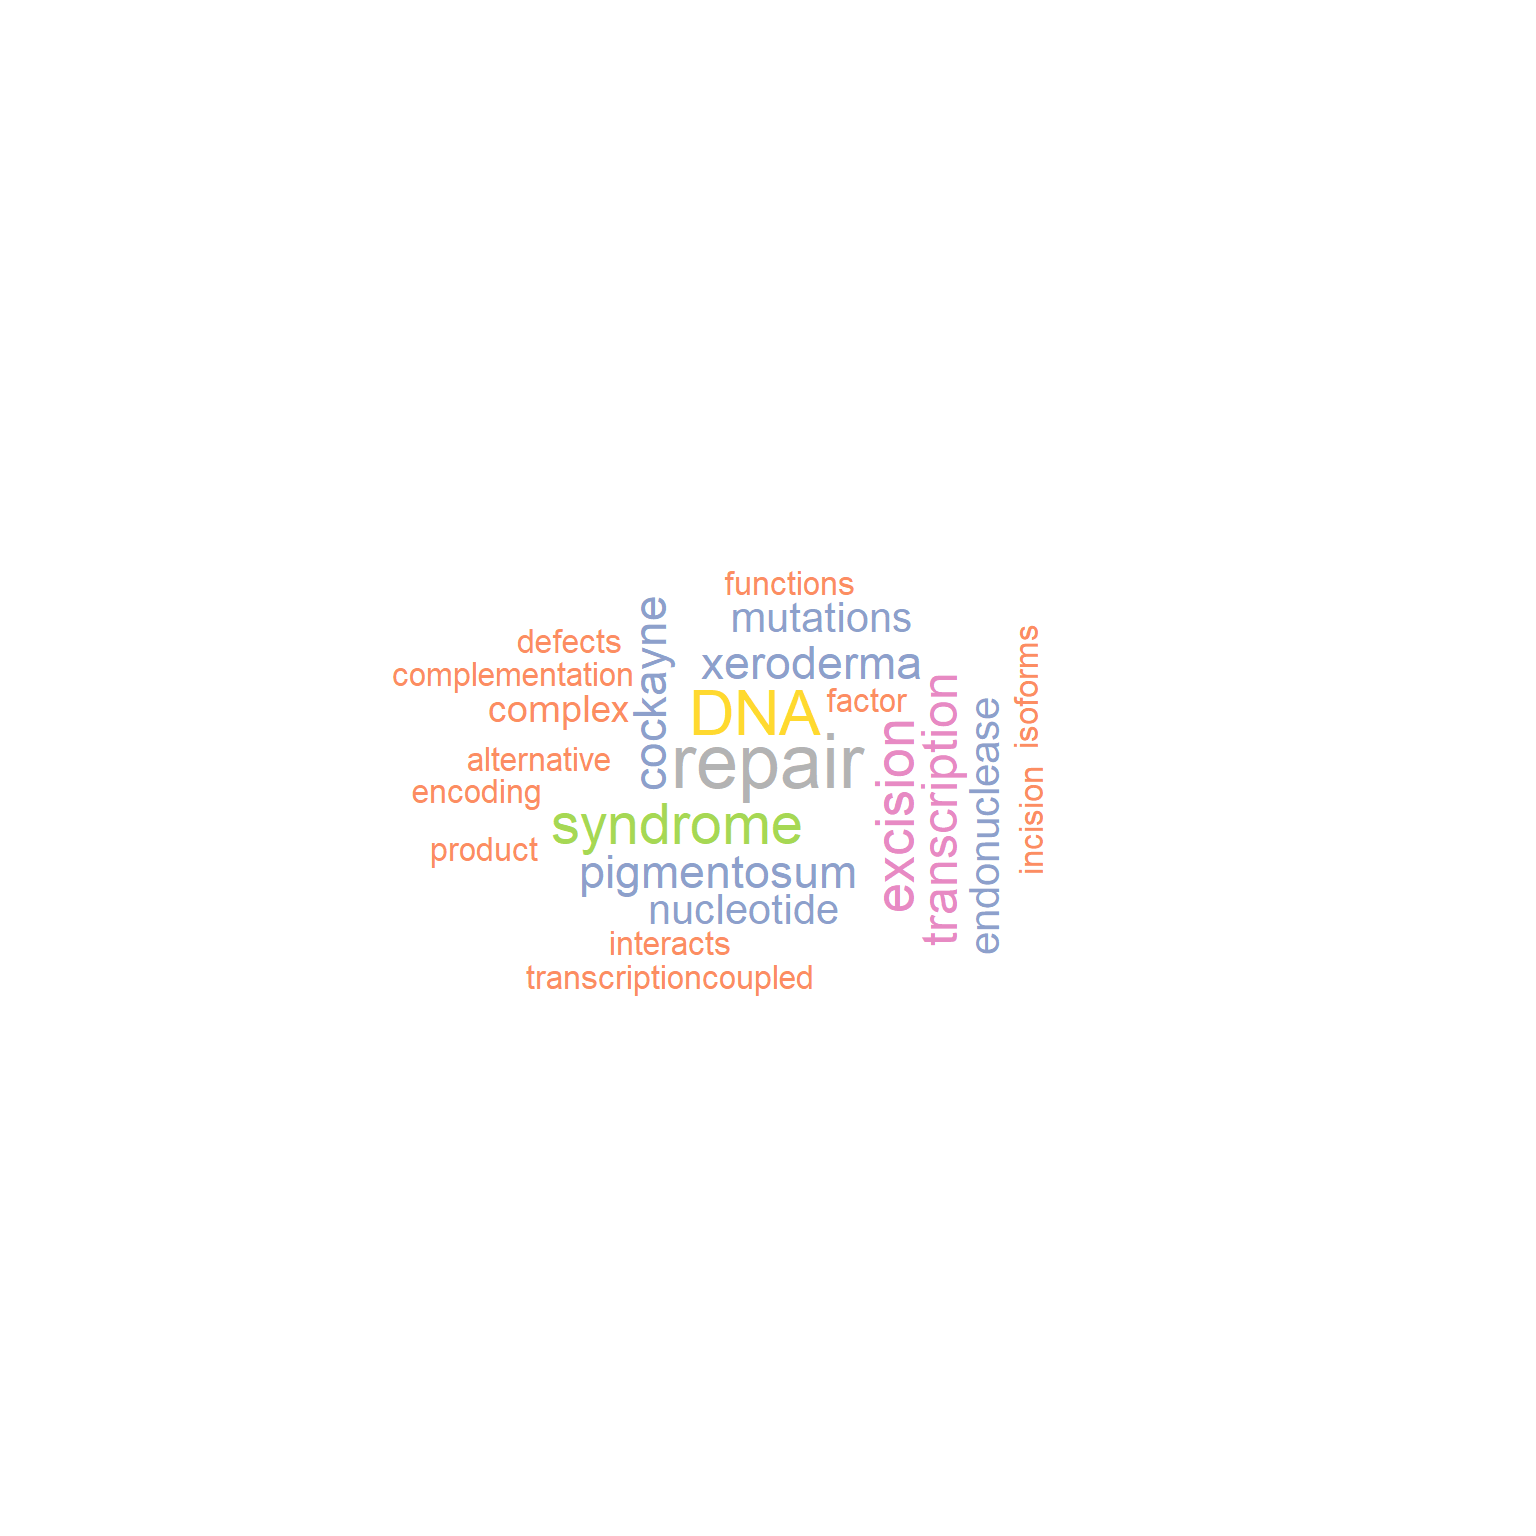 functions
mutations
cockayne
defects
xeroderma
complementation
isoforms
complex
DNA
factor
transcription
excision
endonuclease
alternative
repair
encoding
incision
syndrome
product
pigmentosum
nucleotide
interacts
transcriptioncoupled